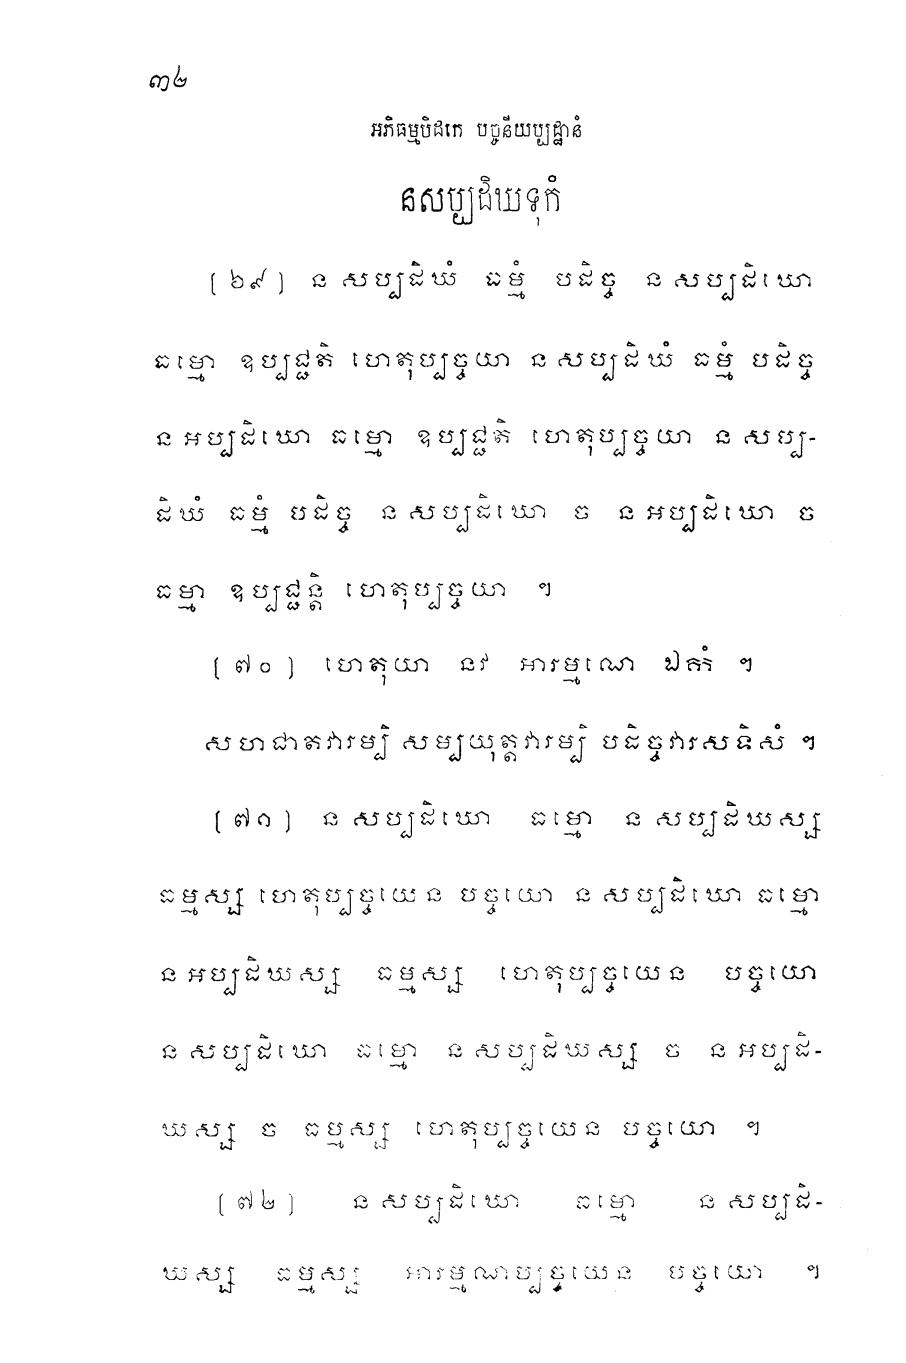 ៣៤
អភិធម្មបិដកេ បច្ចនីយប្បដ្ឋានំ
នសប្បដិឃទុកំ
[៦៩] នសប្បដិឃំ ធម្មំ បដិច្ច នសប្បដិឃោ
ធម្មោ ឧប្បជ្ជតិ ហេតុប្បច្ចយា នសប្បដិឃំ ធម្មំ បដិច្ច
នអប្បដិឃោ ធម្មោ ឧប្បជ្ជតិ ហេតុប្បច្ចយា នសប្ប-
ដិឃំ ធម្មំ បដិច្ច នសប្បដិឃោ ច នអប្បដិឃោ ច
ធម្មា ឧប្បជ្ជន្តិ ហេតុប្បច្ចយា ។
[៧០] ហេតុយា នវ អារម្មណេ ឯកំ ។
សហជាតវារម្បិ សម្បយុត្តវារម្បិ បដិច្ចវារសទិសំ ។
[៧១] នសប្បដិឃោ ធម្មោ នសប្បដិឃស្ស
ធម្មស្ស ហេតុប្បច្ចយេន បច្ចយោ នសប្បដិឃោ ធម្មោ
នអប្បដិឃស្ស ធម្មស្ស ហេតុប្បច្ចយេន បច្ចយោ
នសប្បដិឃោ ធម្មោ នសប្បដិឃស្ស ច នអប្បដិ-
ឃស្ស ច ធម្មស្ស ហេតុប្បច្ចយេន បច្ចយោ ។
[៧២] នសប្បដិឃោ ធម្មោ នសប្បដិ-
ឃស្ស ធម្មស្ស អារម្មណប្បច្ចយេន បច្ចយោ ។